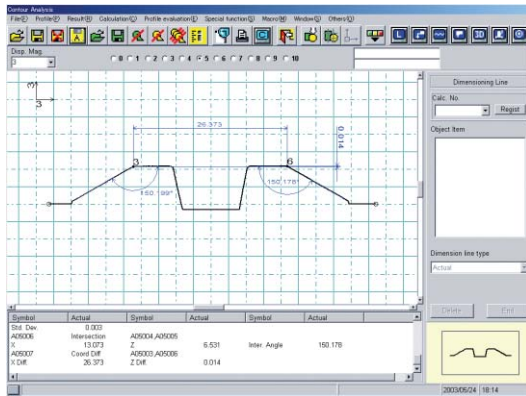 Contour Analysis
File(F) Profile(P) Result(R) Calculation(C) Profile evaluation(E) Special function(S) Macro(M) Window(W) Others(O)
Disp. Mag.
3
0 1 2 3 4 5 6 7 8 9 10
Dimensioning Line
Calc. No.
Regist
Object Item
3
3
26.373
0.014
3
6
150.178°
Dimension line type
Actual
Delete
End
Symbol Actual Symbol Actual Symbol Actual
Std. Dev. 0.003
A05006 Intersection A05004,A05005
X 13.073 Z 6.531 Inter. Angle 150.178
A05007 Coord Diff A05003,A05006
X Diff. 26.373 Z Diff. 0.014
2003/05/24 18:14